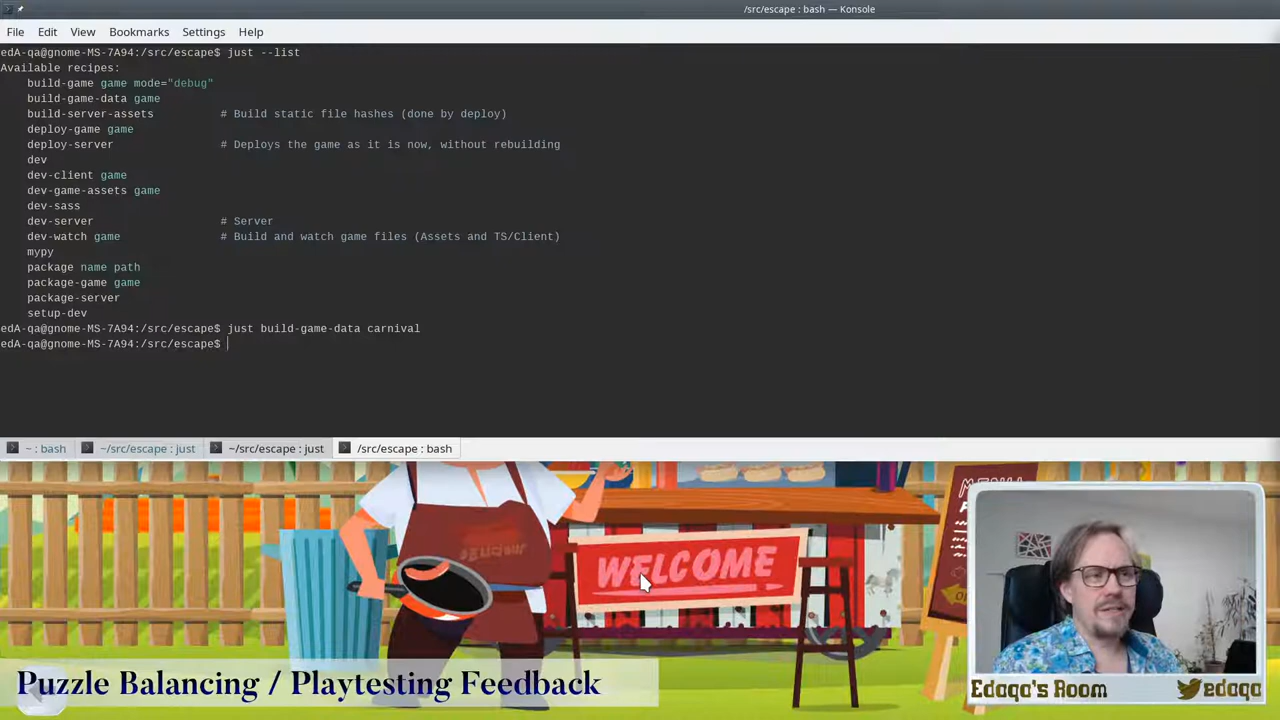 /src/escape : bash — Konsole
File Edit View Bookmarks Settings Help
edA-qa@gnome-MS-7A94:/src/escape$ just --list
Available recipes:
build-game game mode="debug"
build-game-data game
build-server-assets # Build static file hashes (done by deploy)
deploy-game game
deploy-server # Deploys the game as it is now, without rebuilding
dev
dev-client game
dev-game-assets game
dev-sass
dev-server # Server
dev-watch game # Build and watch game files (Assets and TS/Client)
mypy
package name path
package-game game
package-server
setup-dev
edA-qa@gnome-MS-7A94:/src/escape$ just build-game-data carnival
edA-qa@gnome-MS-7A94:/src/escape$
~ : bash ~/src/escape : just ~/src/escape : just /src/escape : bash
MENU
WELCOME
Puzzle Balancing / Playtesting Feedback
Edaqa's Room edaqa